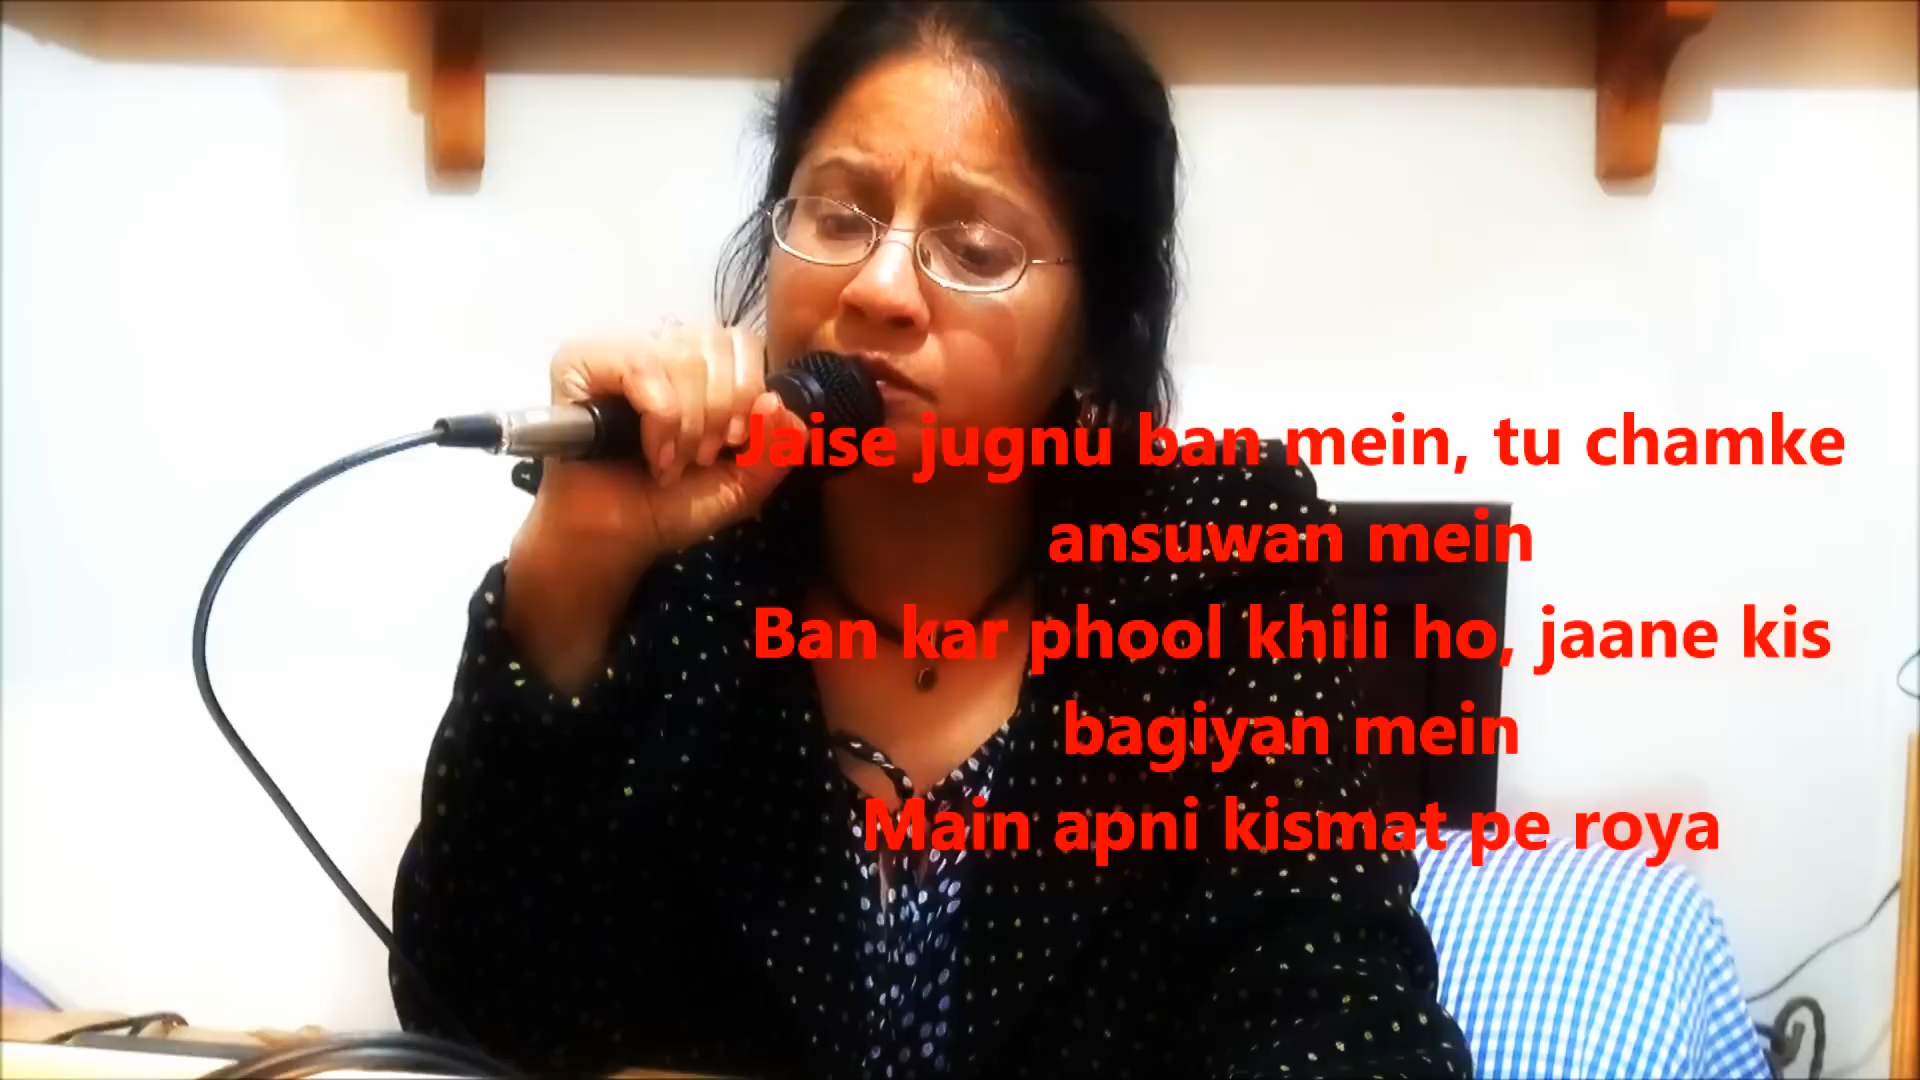 Jaise jugnu ban mein, tu chamke
ansuwan mein
Ban kar phool khili ho, jaane kis
bagiyan mein
Main apni kismat pe roya